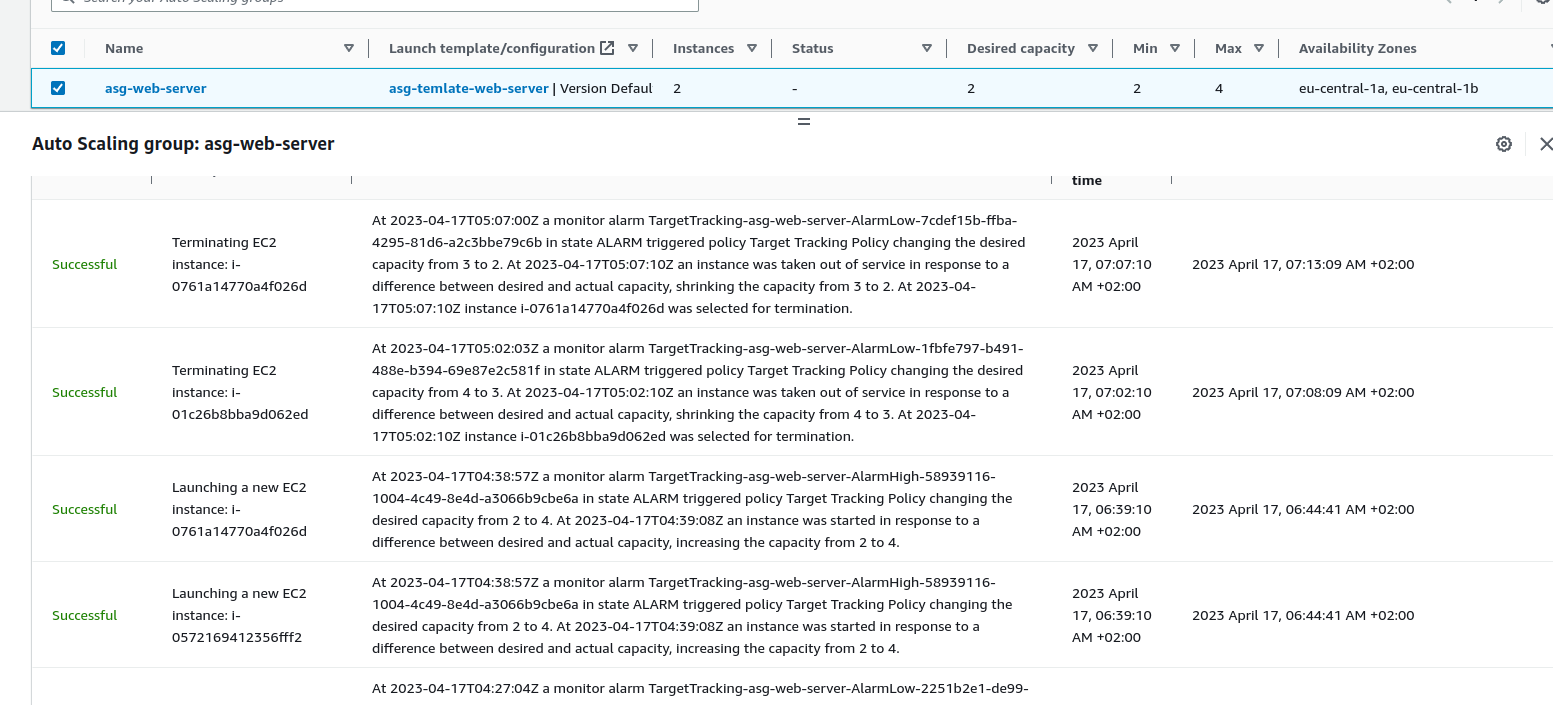 Search your Auto Scaling groups
Name Launch template/configuration Instances Status Desired capacity Min Max Availability Zones
asg-web-server asg-temlate-web-server | Version Defaul 2 - 2 2 4 eu-central-1a, eu-central-1b
Auto Scaling group: asg-web-server
time
Successful
Terminating EC2
instance: i-
0761a14770a4f026d
At 2023-04-17T05:07:00Z a monitor alarm TargetTracking-asg-web-server-AlarmLow-7cdef15b-ffba-
4295-81d6-a2c3bbe79c6b in state ALARM triggered policy Target Tracking Policy changing the desired
capacity from 3 to 2. At 2023-04-17T05:07:10Z an instance was taken out of service in response to a
difference between desired and actual capacity, shrinking the capacity from 3 to 2. At 2023-04-
17T05:07:10Z instance i-0761a14770a4f026d was selected for termination.
2023 April
17, 07:07:10
AM +02:00
2023 April 17, 07:13:09 AM +02:00
Successful
Terminating EC2
instance: i-
01c26b8bba9d062ed
At 2023-04-17T05:02:03Z a monitor alarm TargetTracking-asg-web-server-AlarmLow-1fbfe797-b491-
488e-b394-69e87e2c581f in state ALARM triggered policy Target Tracking Policy changing the desired
capacity from 4 to 3. At 2023-04-17T05:02:10Z an instance was taken out of service in response to a
difference between desired and actual capacity, shrinking the capacity from 4 to 3. At 2023-04-
17T05:02:10Z instance i-01c26b8bba9d062ed was selected for termination.
2023 April
17, 07:02:10
AM +02:00
2023 April 17, 07:08:09 AM +02:00
Successful
Launching a new EC2
instance: i-
0761a14770a4f026d
At 2023-04-17T04:38:57Z a monitor alarm TargetTracking-asg-web-server-AlarmHigh-58939116-
1004-4c49-8e4d-a3066b9cbe6a in state ALARM triggered policy Target Tracking Policy changing the
desired capacity from 2 to 4. At 2023-04-17T04:39:08Z an instance was started in response to a
difference between desired and actual capacity, increasing the capacity from 2 to 4.
2023 April
17, 06:39:10
AM +02:00
2023 April 17, 06:44:41 AM +02:00
Successful
Launching a new EC2
instance: i-
0572169412356fff2
At 2023-04-17T04:38:57Z a monitor alarm TargetTracking-asg-web-server-AlarmHigh-58939116-
1004-4c49-8e4d-a3066b9cbe6a in state ALARM triggered policy Target Tracking Policy changing the
desired capacity from 2 to 4. At 2023-04-17T04:39:08Z an instance was started in response to a
difference between desired and actual capacity, increasing the capacity from 2 to 4.
2023 April
17, 06:39:10
AM +02:00
2023 April 17, 06:44:41 AM +02:00
At 2023-04-17T04:27:04Z a monitor alarm TargetTracking-asg-web-server-AlarmLow-2251b2e1-de99-